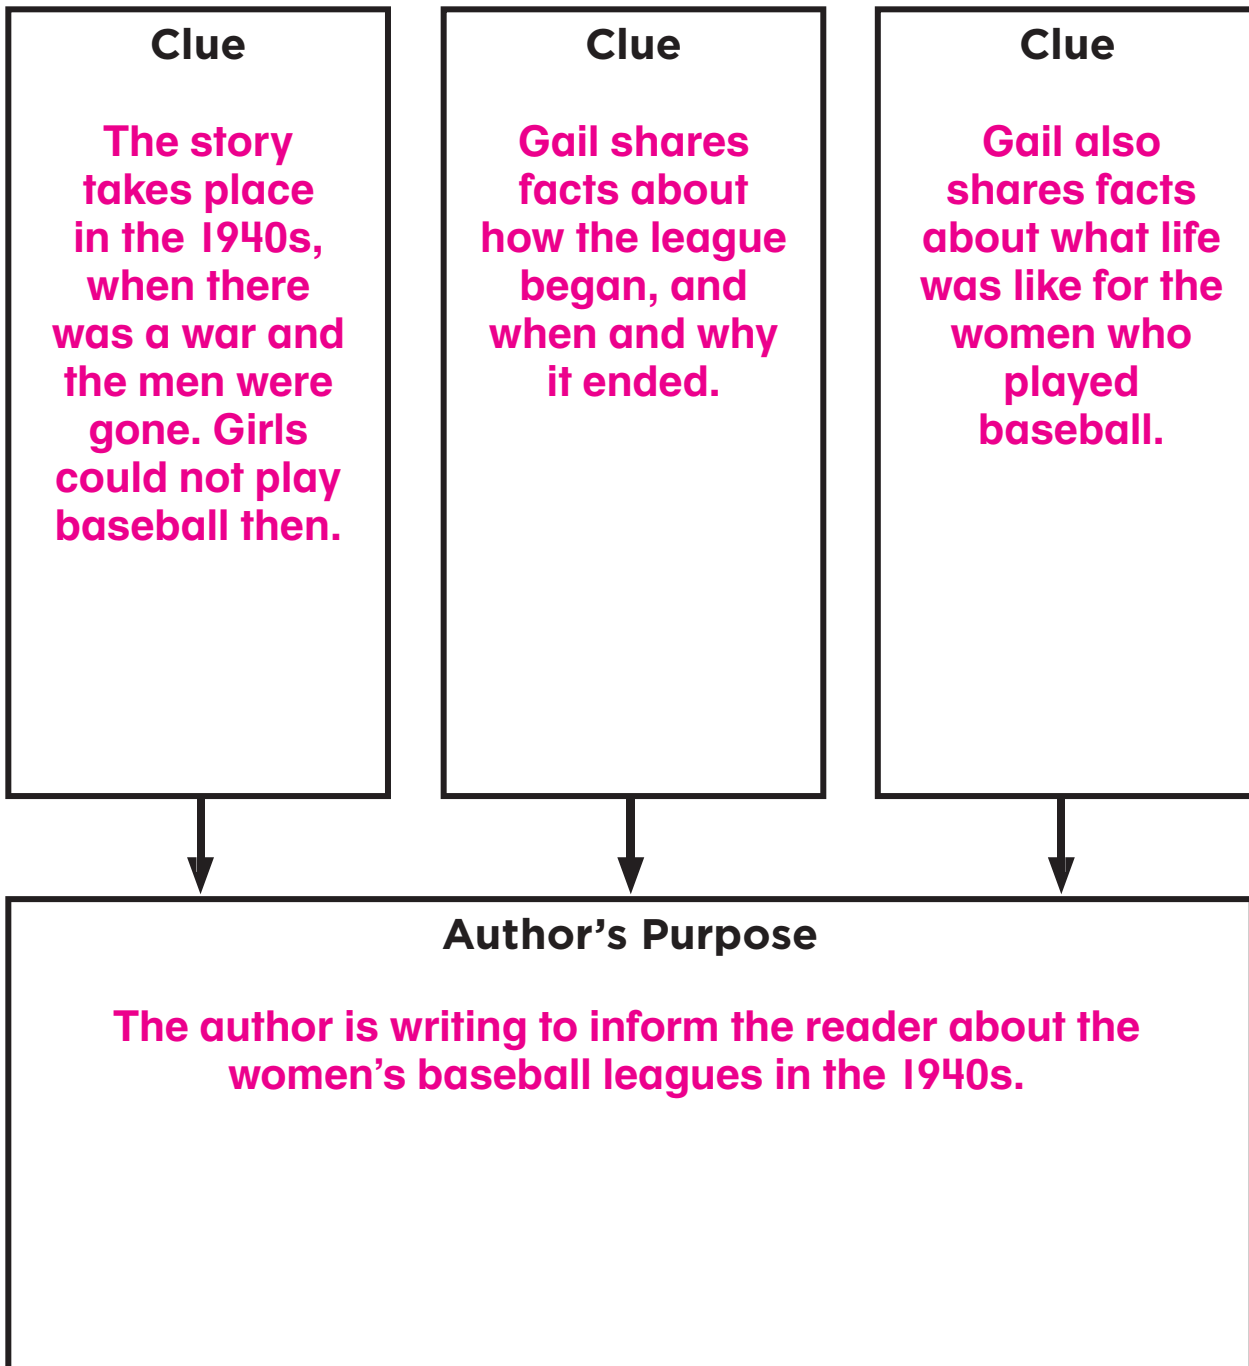 Clue
The story
takes place
in the 1940s,
when there
was a war and
the men were
gone. Girls
could not play
baseball then.
Clue
Gail shares
facts about
how the league
began, and
when and why
it ended.
Clue
Gail also
shares facts
about what life
was like for the
women who
played
baseball.
Author's Purpose
The author is writing to inform the reader about the
women's baseball leagues in the 1940s.